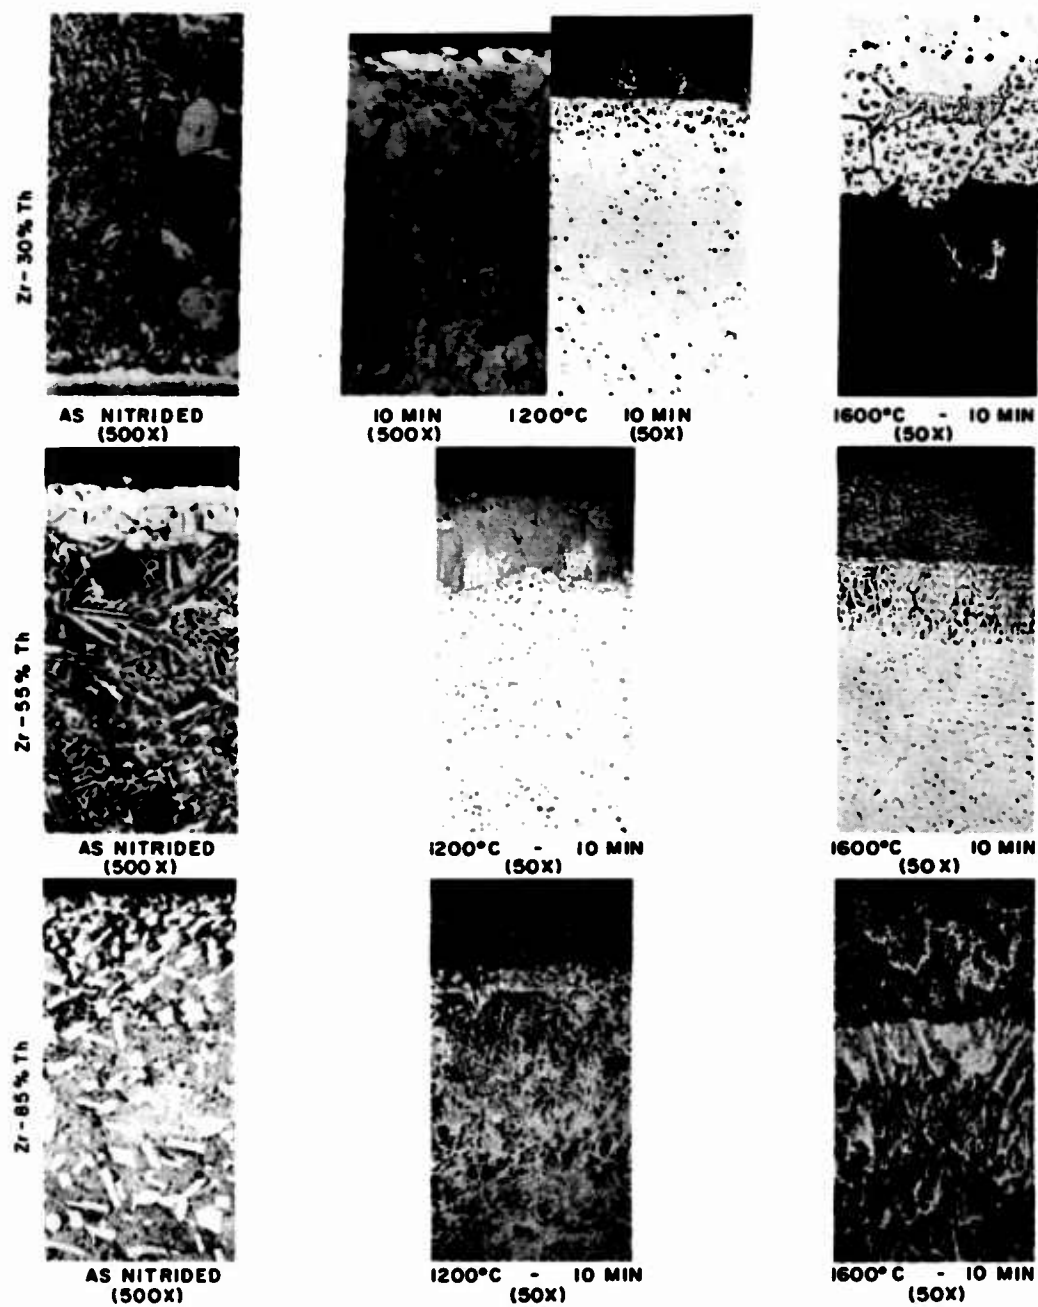 Zr-30% Th
AS NITRIDED
(500X)
10 MIN 1200°C 10 MIN
(500X) (50X)
1600°C - 10 MIN
(50X)
Zr-55% Th
AS NITRIDED
(500X)
1200°C - 10 MIN
(50X)
1600°C 10 MIN
(50X)
Zr-85% Th
AS NITRIDED
(500X)
1200°C - 10 MIN
(50X)
1600°C - 10 MIN
(50X)